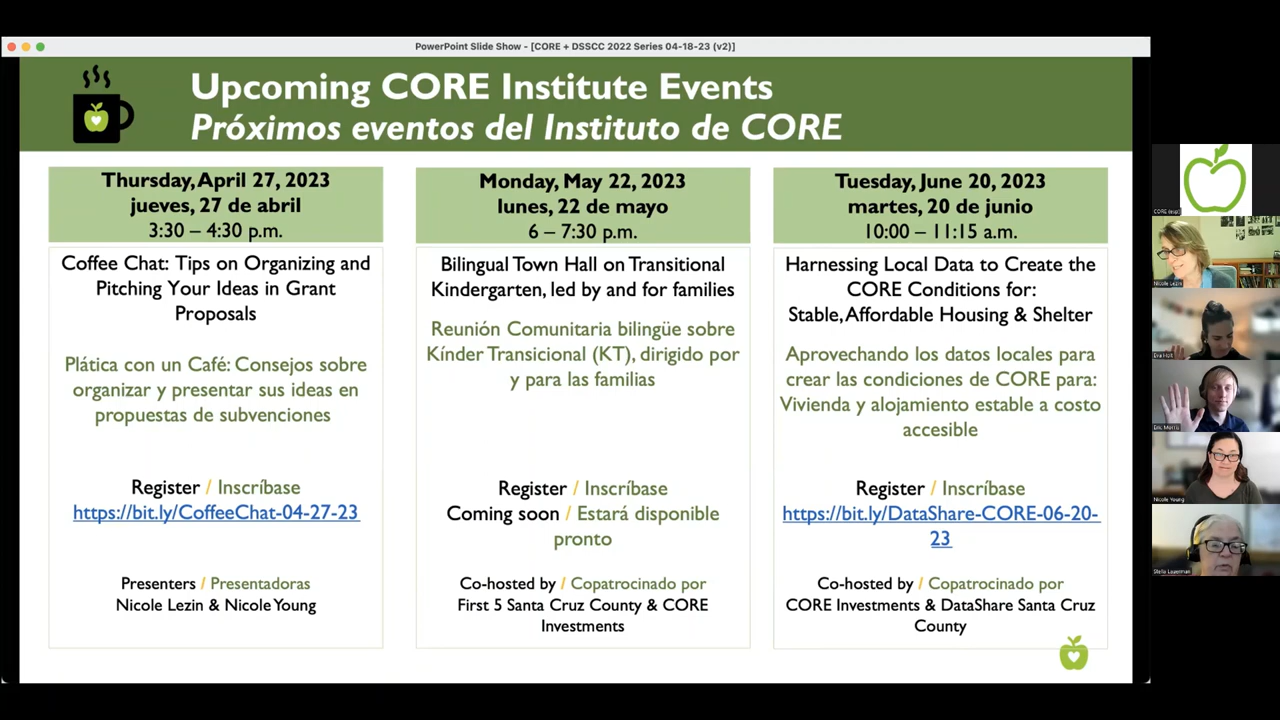 PowerPoint Slide Show - [CORE + DSSCC 2022 Series 04-18-23 (v2)]
Upcoming CORE Institute Events
Próximos eventos del Instituto de CORE
Thursday, April 27, 2023
jueves, 27 de abril
3:30 – 4:30 p.m.
Coffee Chat: Tips on Organizing and
Pitching Your Ideas in Grant
Proposals
Plática con un Café: Consejos sobre
organizar y presentar sus ideas en
propuestas de subvenciones
Register / Inscríbase
https://bit.ly/CoffeeChat-04-27-23
Presenters / Presentadoras
Nicole Lezin & Nicole Young
Monday, May 22, 2023
lunes, 22 de mayo
6 – 7:30 p.m.
Bilingual Town Hall on Transitional
Kindergarten, led by and for families
Reunión Comunitaria bilingüe sobre
Kínder Transicional (KT), dirigido por
y para las familias
Register / Inscríbase
Coming soon / Estará disponible
pronto
Co-hosted by / Copatrocinado por
First 5 Santa Cruz County & CORE
Investments
Tuesday, June 20, 2023
martes, 20 de junio
10:00 – 11:15 a.m.
Harnessing Local Data to Create the
CORE Conditions for:
Stable, Affordable Housing & Shelter
Aprovechando los datos locales para
crear las condiciones de CORE para:
Vivienda y alojamiento estable a costo
accesible
Register / Inscríbase
https://bit.ly/DataShare-CORE-06-20-
23
Co-hosted by / Copatrocinado por
CORE Investments & DataShare Santa Cruz
County
Nicole Lezin
Eva Holt
Eric Morris
Nicole Young